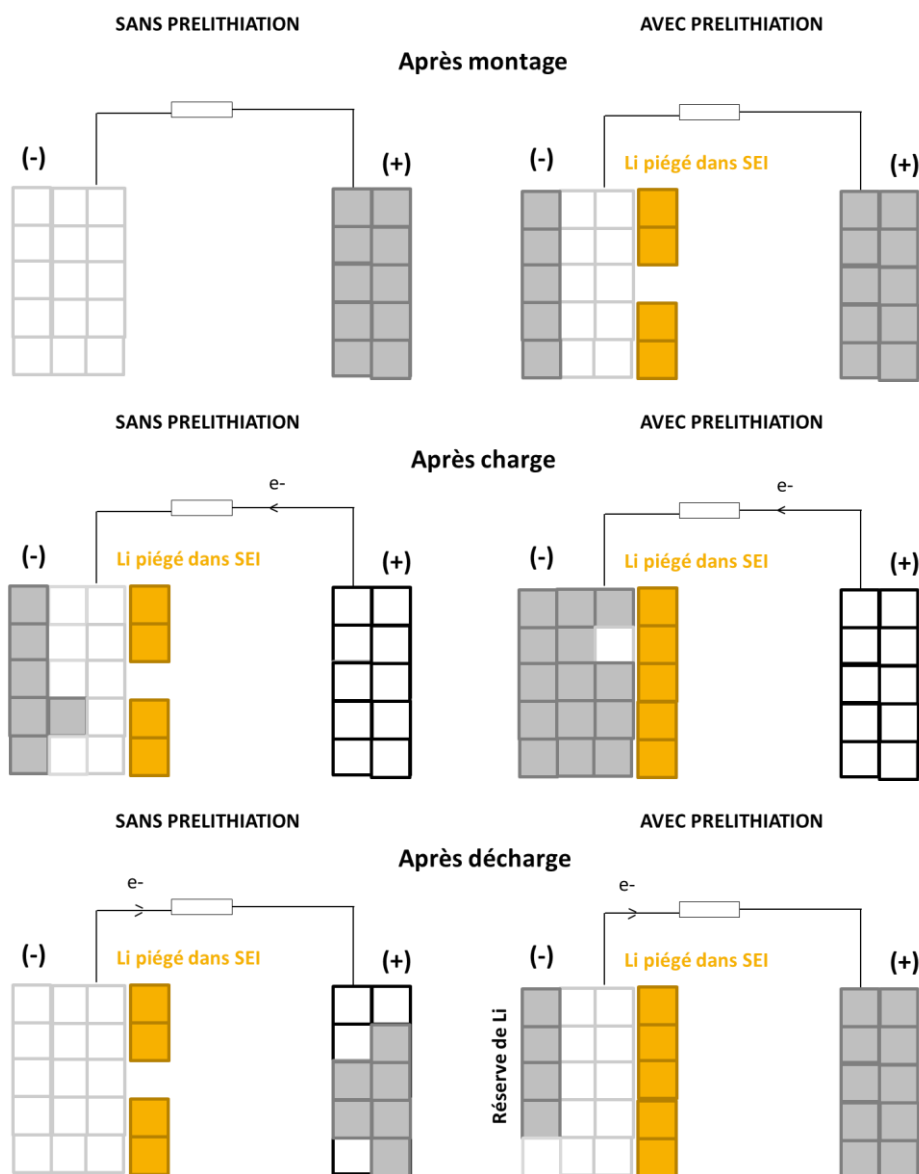 SANS PRELITHIATION
AVEC PRELITHIATION
Après montage
(-)
(+)
(-)
Li piégé dans SEI
(+)
SANS PRELITHIATION
AVEC PRELITHIATION
Après charge
e-
e-
(-)
Li piégé dans SEI
(+)
(-)
Li piégé dans SEI
(+)
SANS PRELITHIATION
AVEC PRELITHIATION
Après décharge
e-
e-
(-)
Li piégé dans SEI
(+)
(-)
Li piégé dans SEI
(+)
Réserve de Li